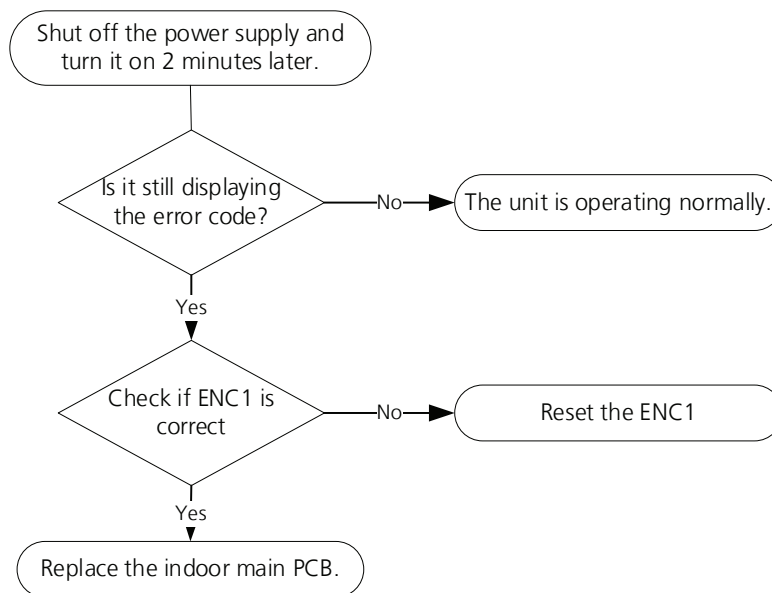 Shut off the power supply and
turn it on 2 minutes later.
Is it still displaying
the error code?
No
The unit is operating normally.
Yes
Check if ENC1 is
correct
No
Reset the ENC1
Yes
Replace the indoor main PCB.